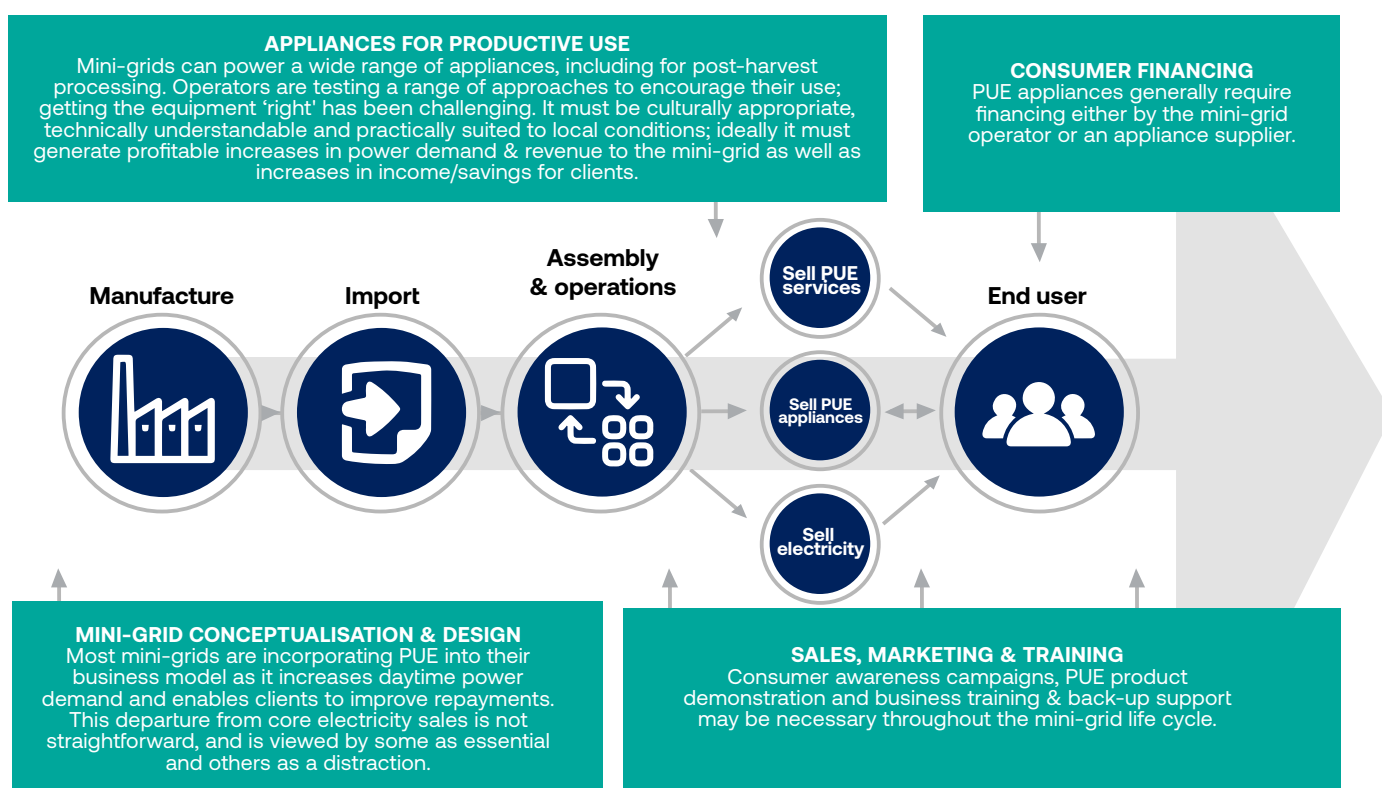 APPLIANCES FOR PRODUCTIVE USE
Mini-grids can power a wide range of appliances, including for post-harvest
processing. Operators are testing a range of approaches to encourage their use;
getting the equipment ‘right' has been challenging. It must be culturally appropriate,
technically understandable and practically suited to local conditions; ideally it must
generate profitable increases in power demand & revenue to the mini-grid as well as
increases in income/savings for clients.
CONSUMER FINANCING
PUE appliances generally require
financing either by the mini-grid
operator or an appliance supplier.
Manufacture
Import
Assembly
& operations
Sell PUE
services
Sell PUE
appliances
Sell
electricity
End user
MINI-GRID CONCEPTUALISATION & DESIGN
Most mini-grids are incorporating PUE into their
business model as it increases daytime power
demand and enables clients to improve repayments.
This departure from core electricity sales is not
straightforward, and is viewed by some as essential
and others as a distraction.
SALES, MARKETING & TRAINING
Consumer awareness campaigns, PUE product
demonstration and business training & back-up support
may be necessary throughout the mini-grid life cycle.